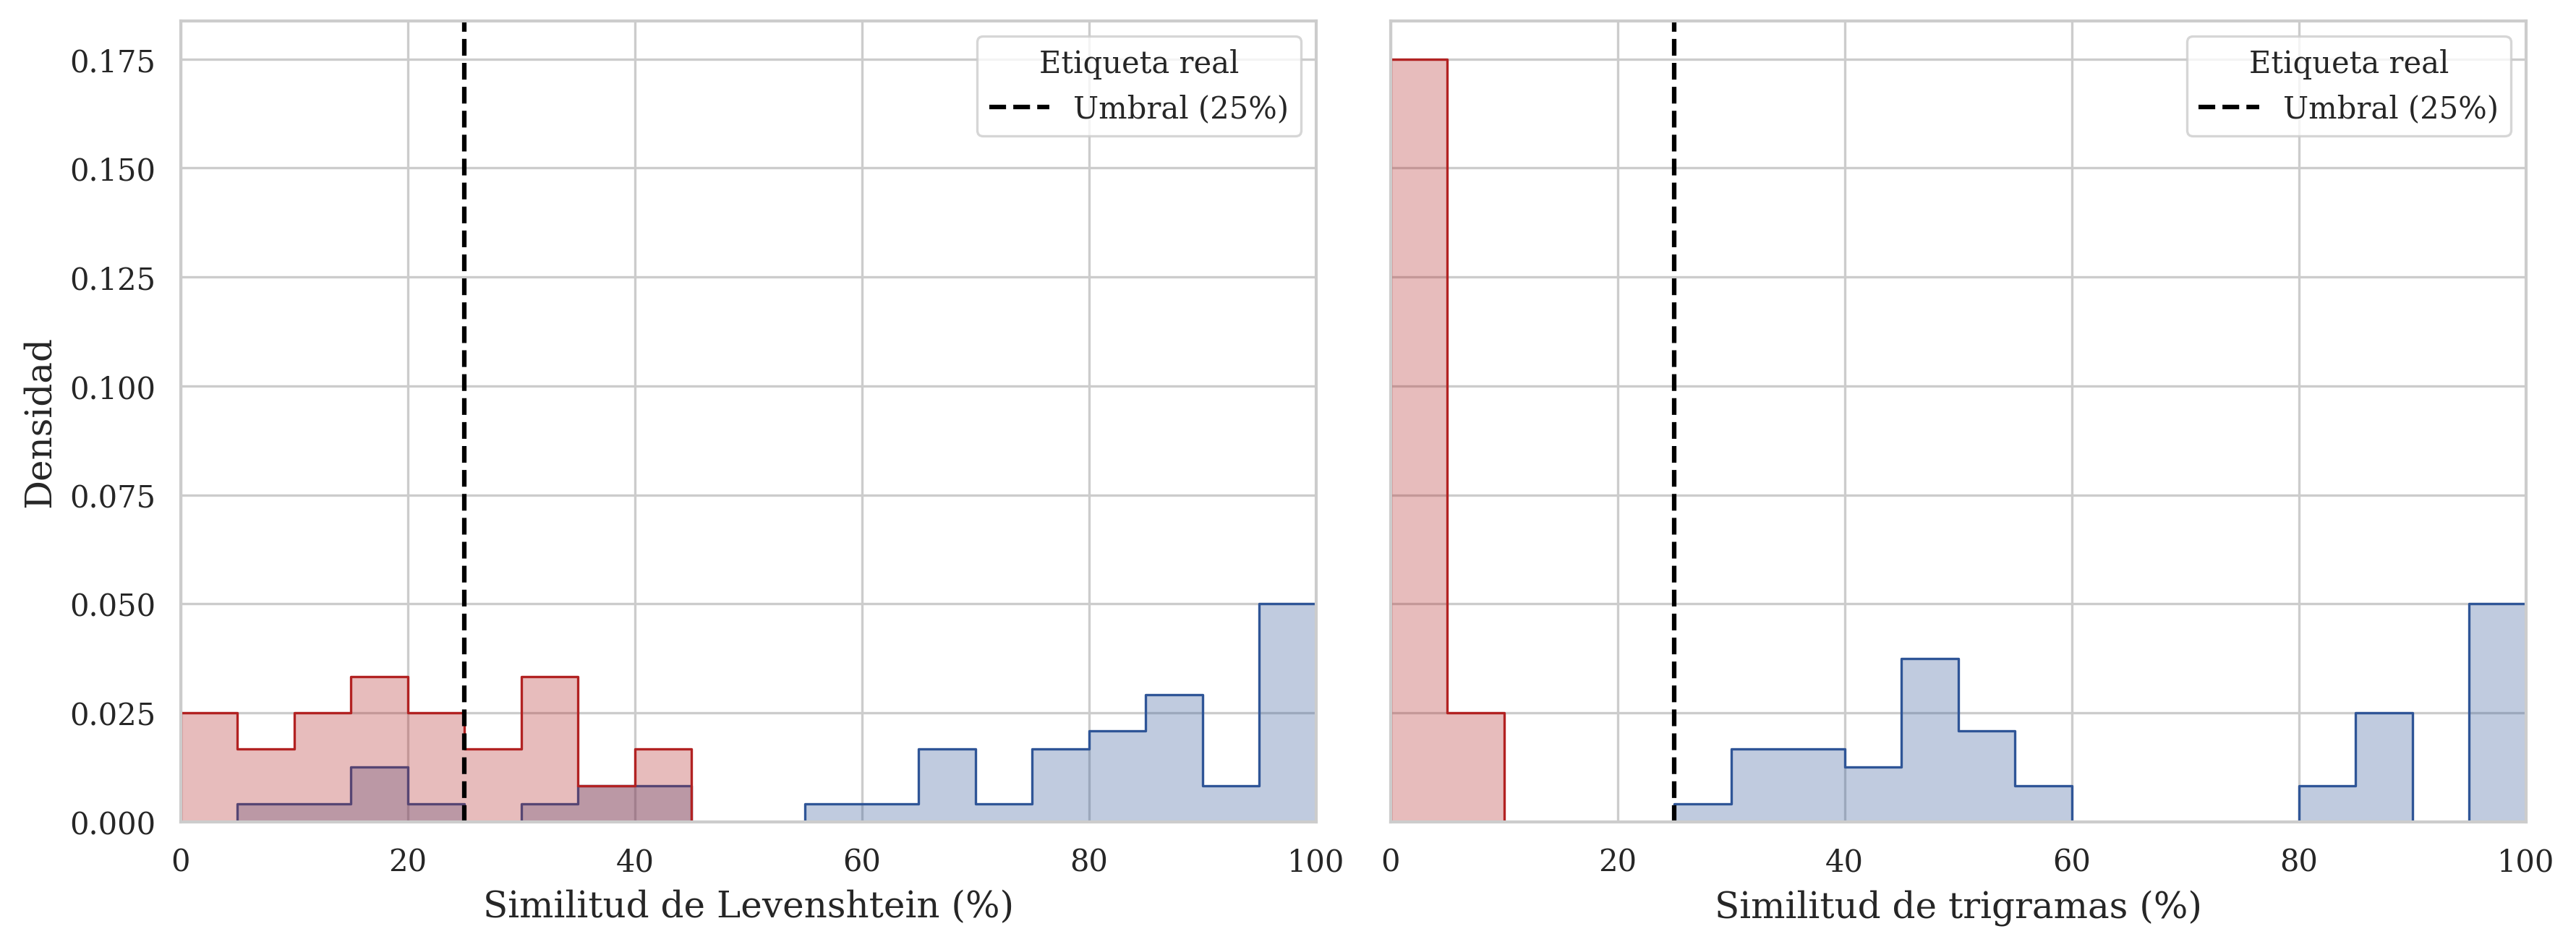 0.175
0.150
0.125
0.100
0.075
0.050
0.025
0.000
Densidad
Etiqueta real
Umbral (25%)
0 20 40 60 80 100
Similitud de Levenshtein (%)
Etiqueta real
Umbral (25%)
0 20 40 60 80 100
Similitud de trigramas (%)